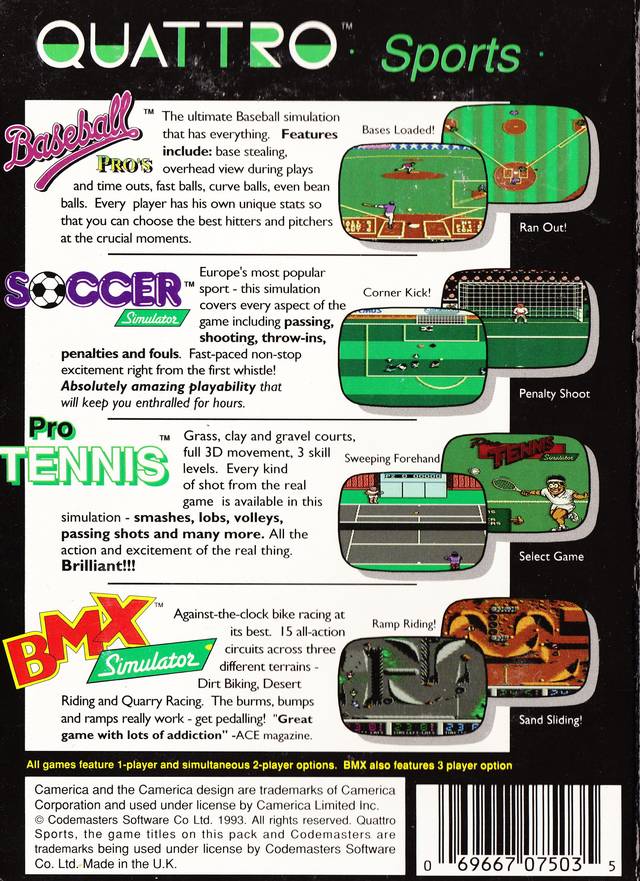 QUATTRO™ · Sports ·
Baseball PRO'S ™
The ultimate Baseball simulation
that has everything. Features
include: base stealing,
overhead view during plays
and time outs, fast balls, curve balls, even bean
balls. Every player has his own unique stats so
that you can choose the best hitters and pitchers
at the crucial moments.
Bases Loaded!
Ran Out!
SOCCER™
Simulator
Europe's most popular
sport - this simulation
covers every aspect of the
game including passing,
shooting, throw-ins,
penalties and fouls. Fast-paced non-stop
excitement right from the first whistle!
Absolutely amazing playability that
will keep you enthralled for hours.
Corner Kick!
Penalty Shoot
Pro
TENNIS™
Grass, clay and gravel courtes,
full 3D movement, 3 skill
levels. Every kind
of shot from the real
game is available in this
simulation - smashes, lobs, volleys,
passing shots and many more. All the
action and excitement of the real thing.
Brilliant!!!
Sweeping Forehand
Pro TENNIS
Simulator
Select Game
BMX™
Simulator
Against-the-clock bike racing at
its best. 15 all-action
circuits across three
different terrains -
Dirt Biking, Desert
Riding and Quarry Racing. The burms, bumps
and ramps really work - get pedalling! "Great
game with lots of addiction" -ACE magazine.
Ramp Riding!
Sand Sliding!
All games feature 1-player and simultaneous 2-player options. BMX also features 3 player option
Camerica and the Camerica design are trademarks of Camerica
Corporation and used under license by Camerica Limited Inc.
© Codemasters Software Co Ltd. 1993. All rights reserved. Quattro
Sports, the game titles on this pack and Codemasters are
trademarks being used under license by Codemasters Software
Co. Ltd. Made in the U.K.
0 69667 07503 5